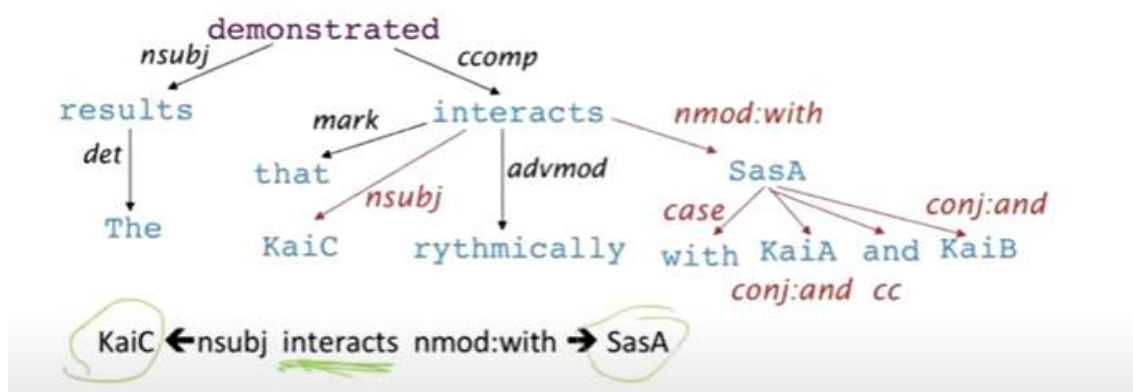 demonstrated
nsubj ccomp
results interacts nmod:with
mark
det that advmod SasA
nsubj case conj:and
The KaiC rythmically with KaiA and KaiB
conj:and cc
KaiC ←nsubj interacts nmod:with → SasA